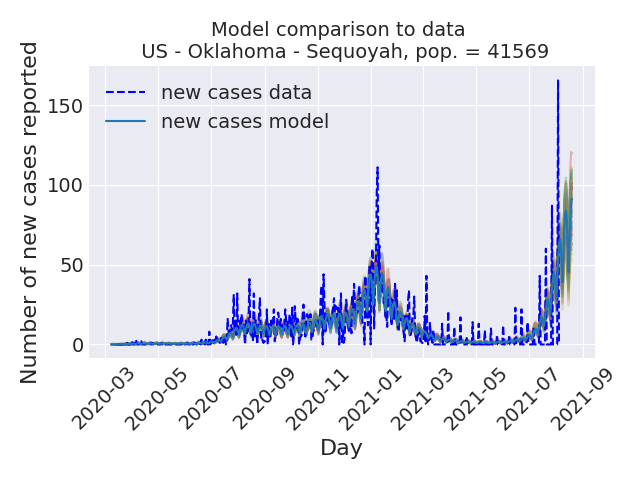 Model comparison to data
US - Oklahoma - Sequoyah, pop. = 41569
Number of new cases reported
150
100
50
0
new cases data
new cases model
2020-03
2020-05
2020-07
2020-09
2020-11
2021-01
2021-03
2021-05
2021-07
2021-09
Day